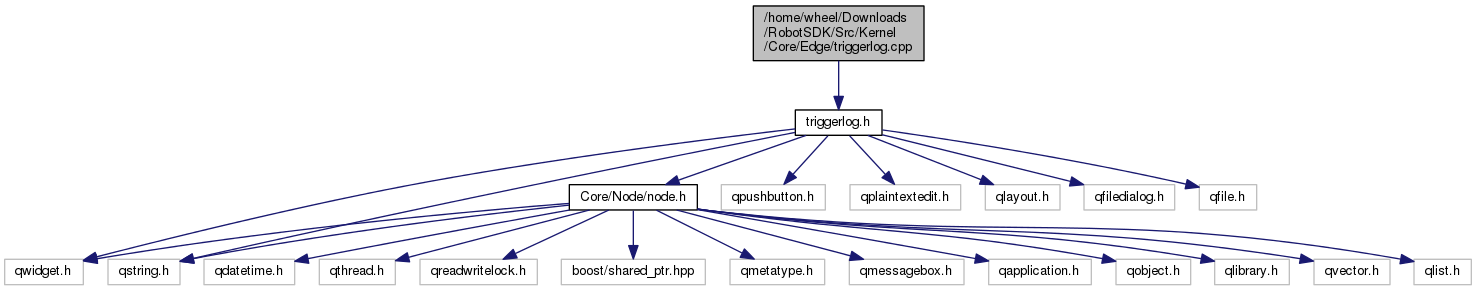 /home/wheel/Downloads
/RobotSDK/Src/Kernel
/Core/Edge/triggerlog.cpp
triggerlog.h
Core/Node/node.h
qpushbutton.h
qplaintextedit.h
qlayout.h
qfiledialog.h
qfile.h
qwidget.h
qstring.h
qdatetime.h
qthread.h
qreadwritelock.h
boost/shared_ptr.hpp
qmetatype.h
qmessagebox.h
qapplication.h
qobject.h
qlibrary.h
qvector.h
qlist.h